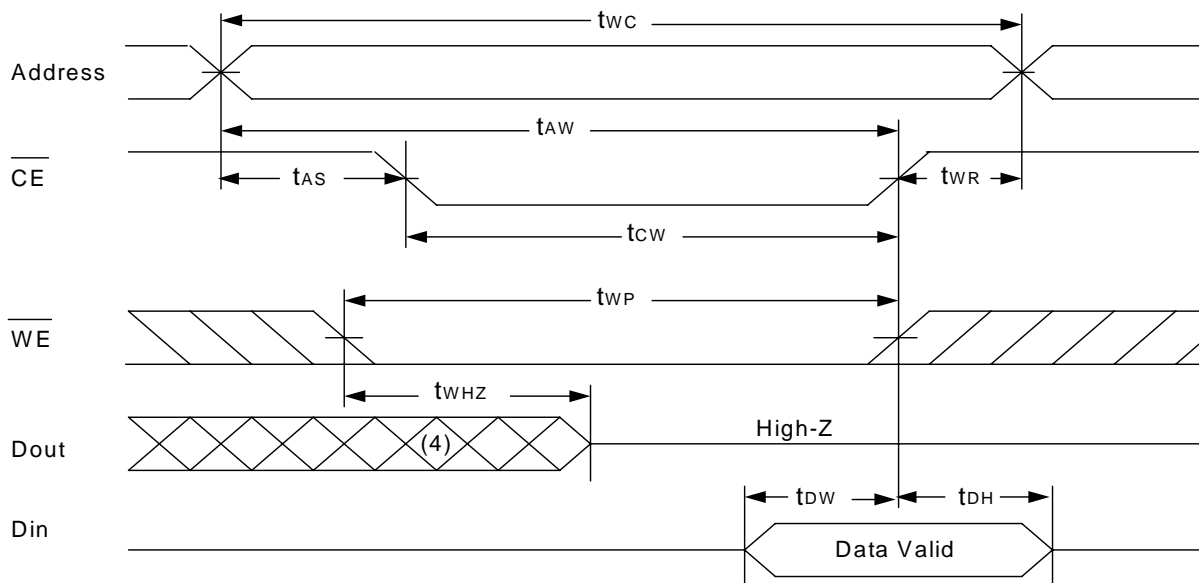 tWC
Address
tAW
CE
tAS
tWR
tCW
tWP
WE
tWHZ
(4)
High-Z
Dout
tDW
tDH
Din
Data Valid